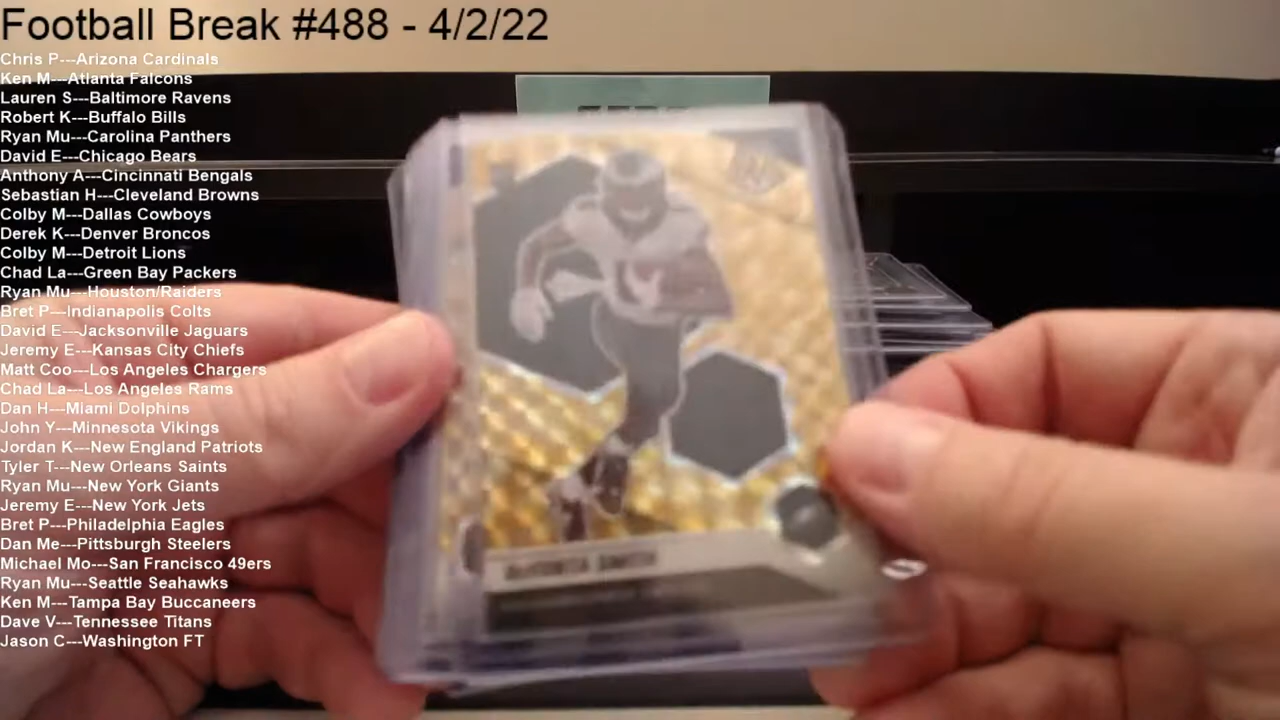 Football Break #488 - 4/2/22
Chris P---Arizona Cardinals
Ken M---Atlanta Falcons
Lauren S---Baltimore Ravens
Robert K---Buffalo Bills
Ryan Mu---Carolina Panthers
David E---Chicago Bears
Anthony A---Cincinnati Bengals
Sebastian H---Cleveland Browns
Colby M---Dallas Cowboys
Derek K---Denver Broncos
Colby M---Detroit Lions
Chad La---Green Bay Packers
Ryan Mu---Houston/Raiders
Bret P---Indianapolis Colts
David E---Jacksonville Jaguars
Jeremy E---Kansas City Chiefs
Matt Coo---Los Angeles Chargers
Chad La---Los Angeles Rams
Dan H---Miami Dolphins
John Y---Minnesota Vikings
Jordan K---New England Patriots
Tyler T---New Orleans Saints
Ryan Mu---New York Giants
Jeremy E---New York Jets
Bret P---Philadelphia Eagles
Dan Me---Pittsburgh Steelers
Michael Mo---San Francisco 49ers
Ryan Mu---Seattle Seahawks
Ken M---Tampa Bay Buccaneers
Dave V---Tennessee Titans
Jason C---Washington FT
DeVONTA SMITH